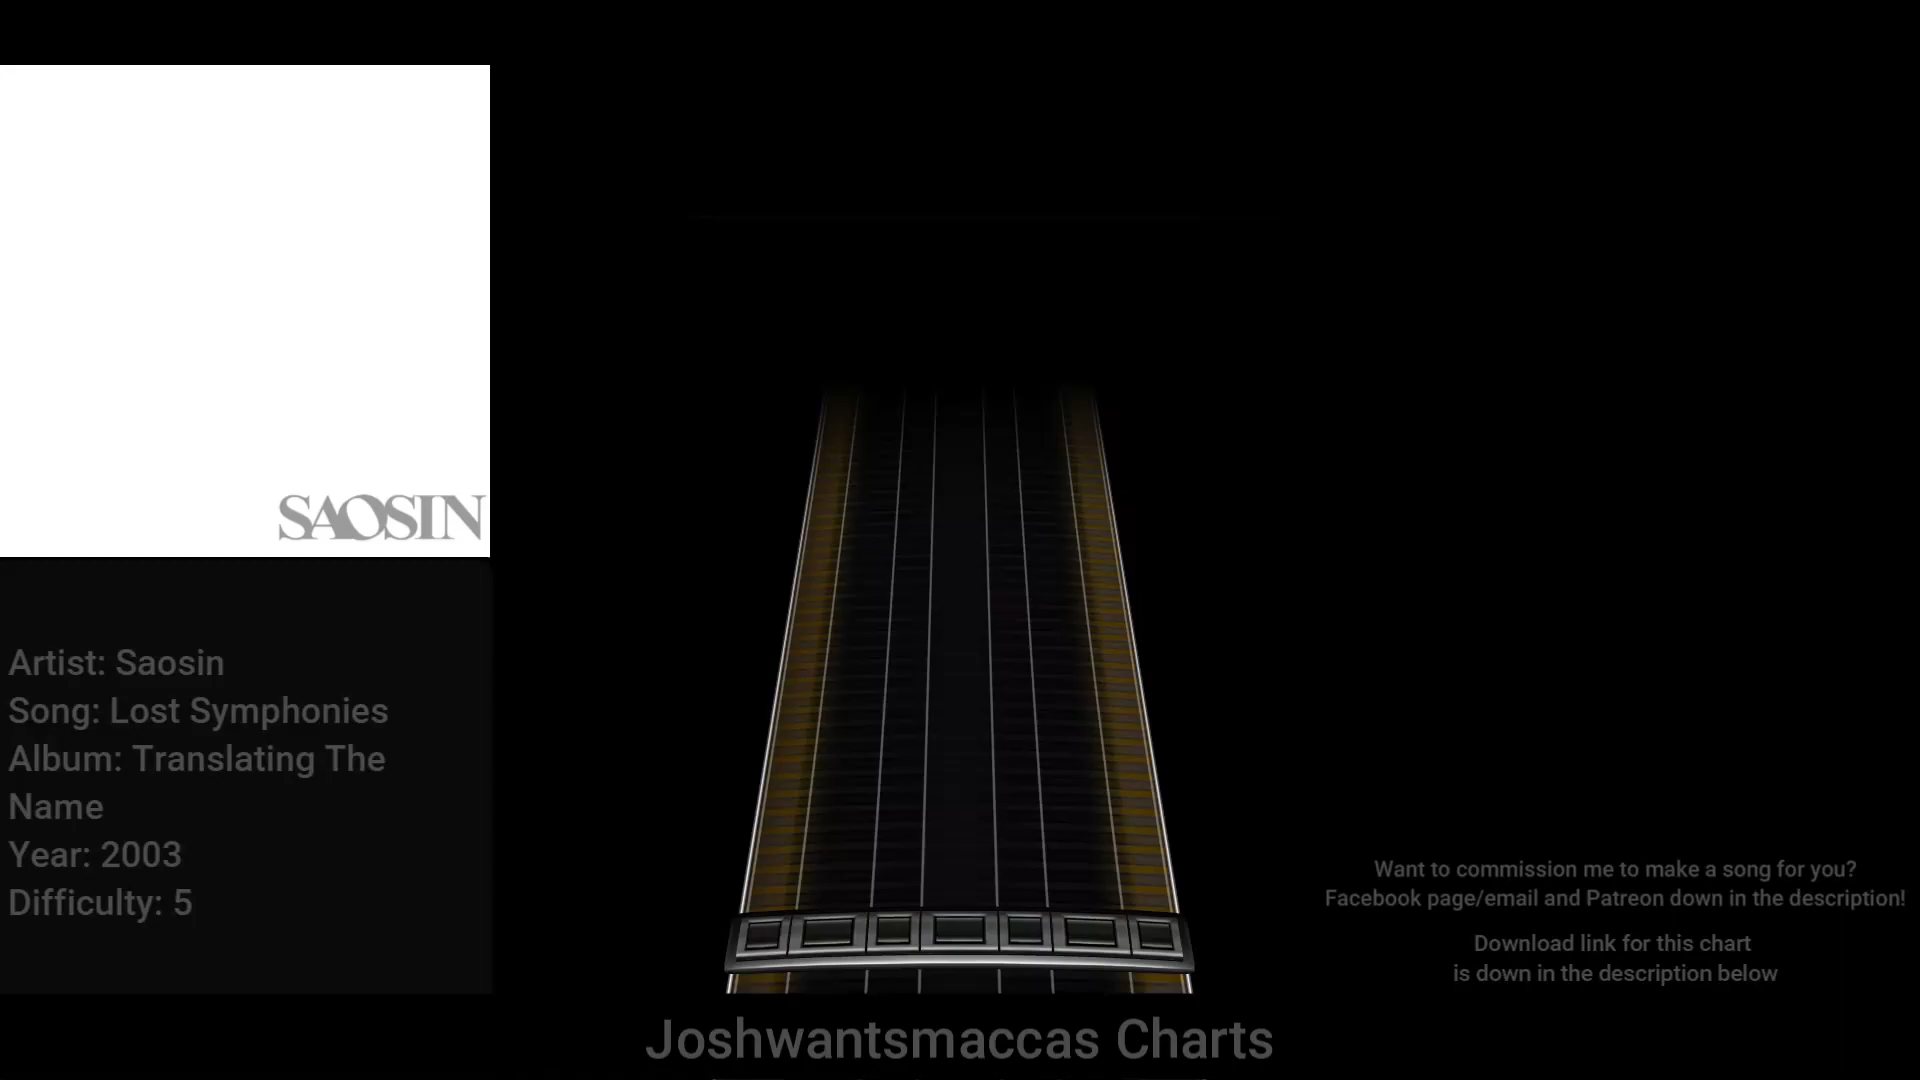 SAOSIN
Artist: Saosin
Song: Lost Symphonies
Album: Translating The
Name
Year: 2003
Difficulty: 5
Want to commission me to make a song for you?
Facebook page/email and Patreon down in the description!
Download link for this chart
is down in the description below
Joshwantsmaccas Charts